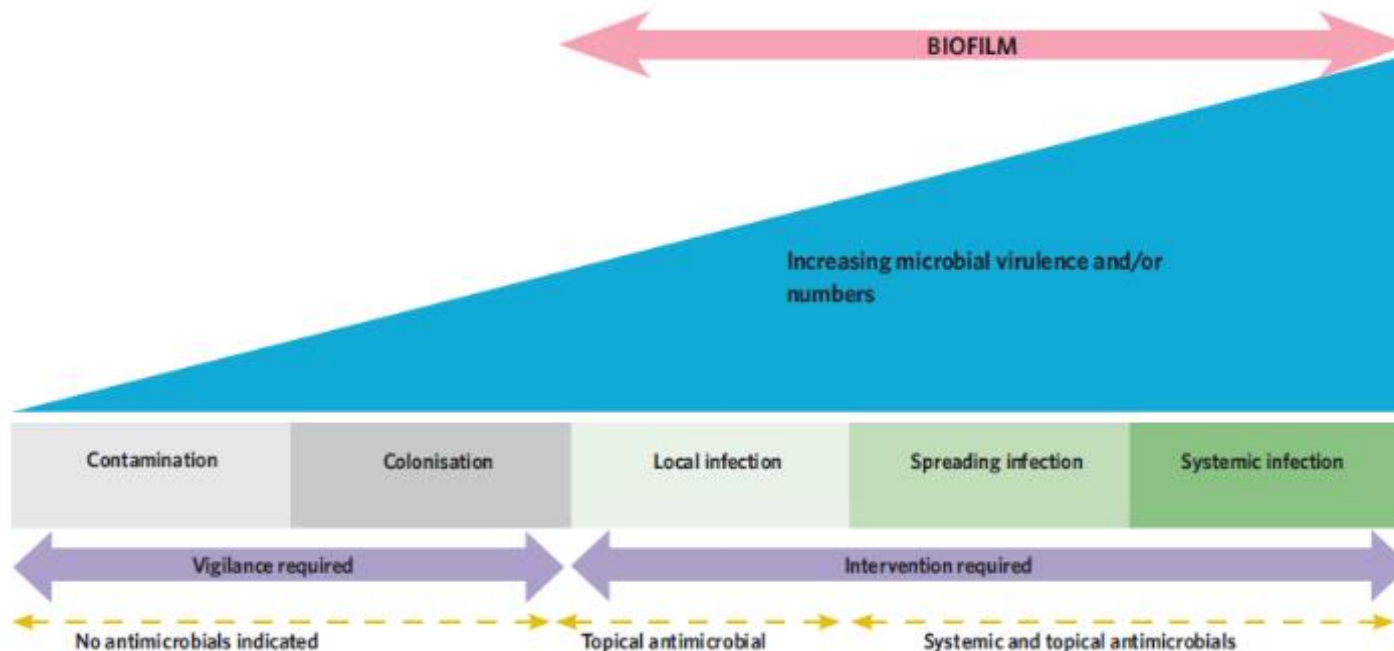 BIOFILM
Increasing microbial virulence and/or
numbers
Contamination
Colonisation
Local infection
Spreading infection
Systemic infection
Vigilance required
Intervention required
No antimicrobials indicated
Topical antimicrobial
Systemic and topical antimicrobials